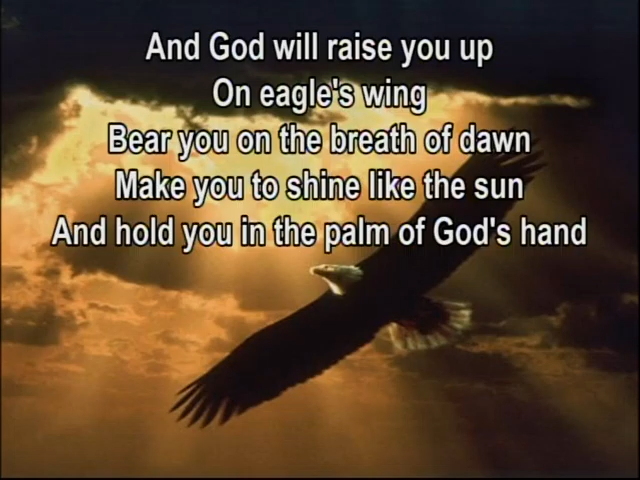 And God will raise you up
On eagle's wing
Bear you on the breath of dawn
Make you to shine like the sun
And hold you in the palm of God's hand